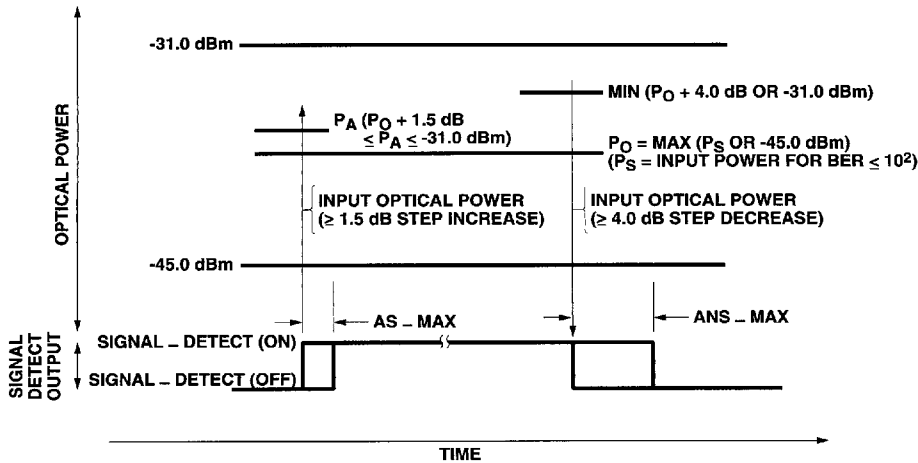 -31.0 dBm
MIN (PO + 4.0 dB OR -31.0 dBm)
PA (PO + 1.5 dB
≤ PA ≤ -31.0 dBm)
PO = MAX (PS OR -45.0 dBm)
(PS = INPUT POWER FOR BER ≤ 10²)
OPTICAL POWER
INPUT OPTICAL POWER
(≥ 1.5 dB STEP INCREASE)
INPUT OPTICAL POWER
(≥ 4.0 dB STEP DECREASE)
-45.0 dBm
AS – MAX
ANS – MAX
SIGNAL
DETECT
OUTPUT
SIGNAL – DETECT (ON)
SIGNAL – DETECT (OFF)
TIME